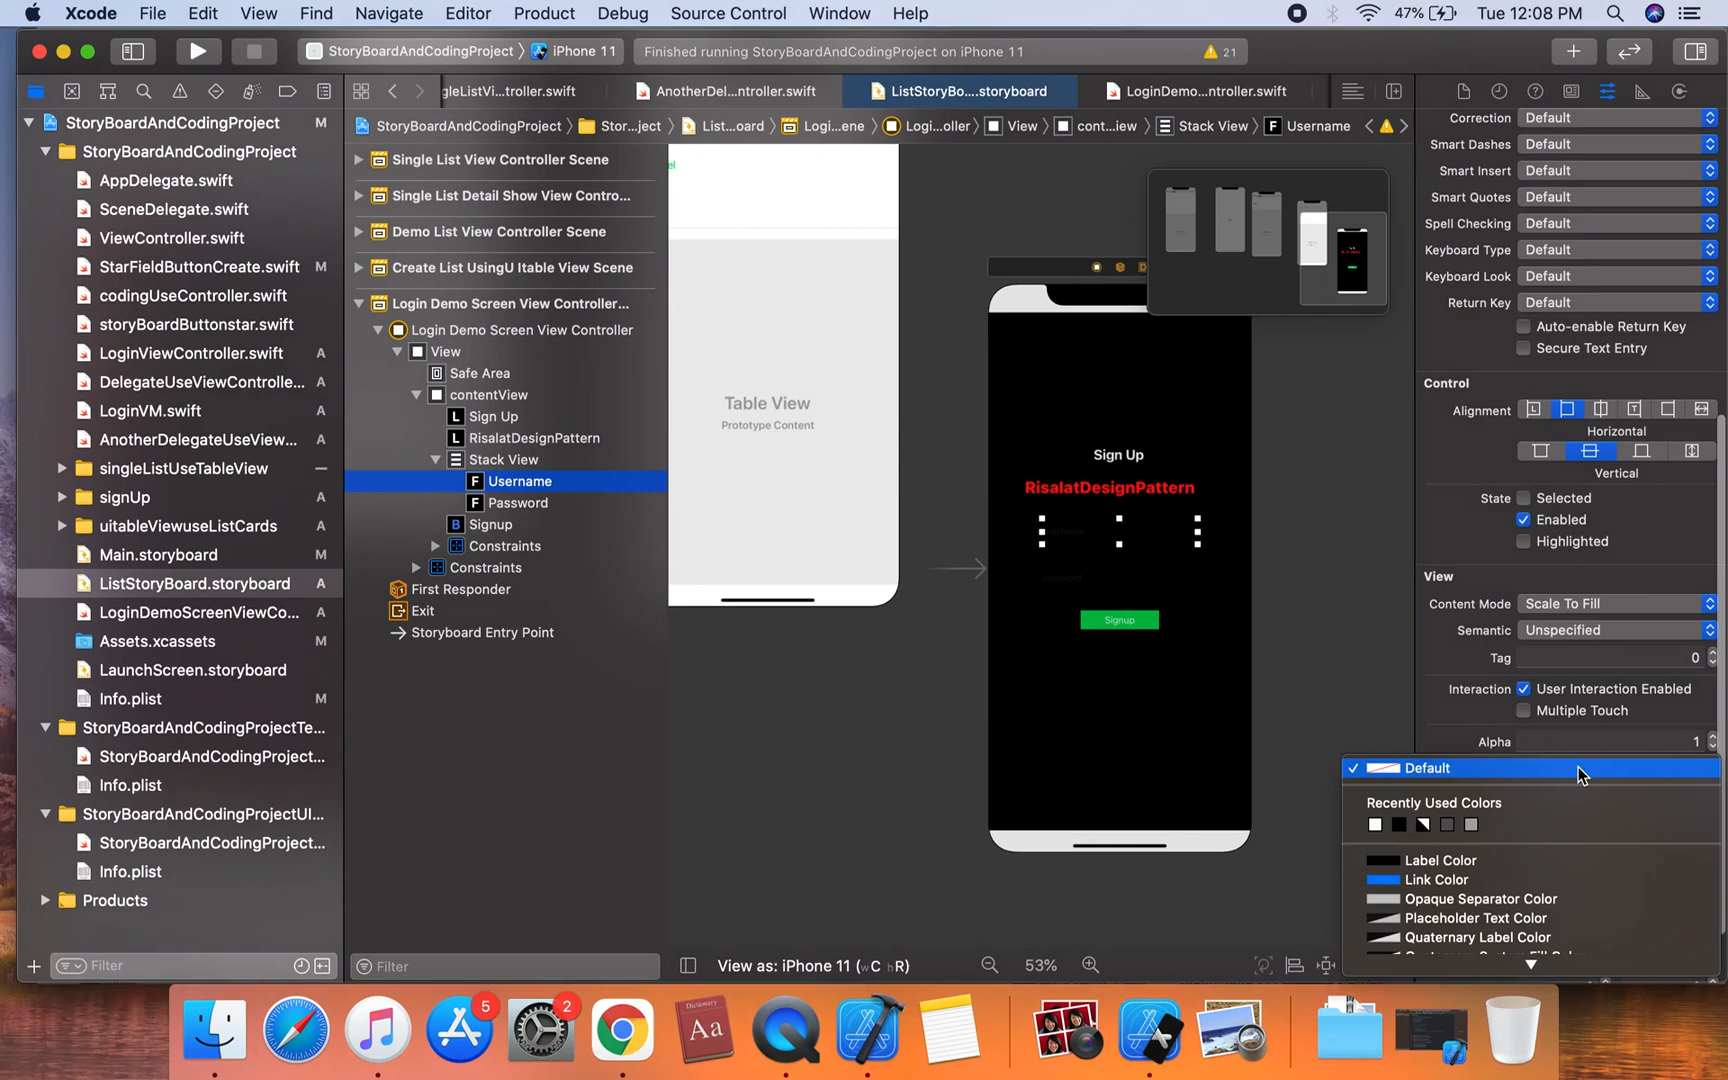 Xcode File Edit View Find Navigate Editor Product Debug Source Control Window Help 47% Tue 12:08 PM
StoryBoardAndCodingProject iPhone 11 Finished running StoryBoardAndCodingProject on iPhone 11 21
gleListVi...troller.swift AnotherDel...ntroller.swift ListStoryBo....storyboard LoginDemo...ntroller.swift
StoryBoardAndCodingProject Stor...ject List...oard Logi...ene Logi...oller View cont...iew Stack View F Username
StoryBoardAndCodingProject M
StoryBoardAndCodingProject
AppDelegate.swift
SceneDelegate.swift
ViewController.swift
StarFieldButtonCreate.swift M
codingUseController.swift
storyBoardButtonstar.swift
LoginViewController.swift A
DelegateUseViewControlle... A
LoginVM.swift A
AnotherDelegateUseView... A
singleListUseTableView
signUp
uitableViewuseListCards
Main.storyboard M
ListStoryBoard.storyboard A
LoginDemoScreenViewCo... A
Assets.xcassets M
LaunchScreen.storyboard
Info.plist M
StoryBoardAndCodingProjectTe...
StoryBoardAndCodingProject...
Info.plist
StoryBoardAndCodingProjectUI...
StoryBoardAndCodingProject...
Info.plist
Products
Filter
Single List View Controller Scene
Single List Detail Show View Contro...
Demo List View Controller Scene
Create List UsingU Itable View Scene
Login Demo Screen View Controller...
Login Demo Screen View Controller
View
Safe Area
contentView
L Sign Up
L RisalatDesignPattern
Stack View
F Username
F Password
B Signup
Constraints
Constraints
First Responder
Exit
Storyboard Entry Point
Filter
el
Table View
Prototype Content
Sign Up
RisalatDesignPattern
password
Signup
View as: iPhone 11 (wC hR) 53%
Correction Default
Smart Dashes Default
Smart Insert Default
Smart Quotes Default
Spell Checking Default
Keyboard Type Default
Keyboard Look Default
Return Key Default
Auto-enable Return Key
Secure Text Entry
Control
Alignment
Horizontal
Vertical
State Selected
Enabled
Highlighted
View
Content Mode Scale To Fill
Semantic Unspecified
Tag 0
Interaction User Interaction Enabled
Multiple Touch
Alpha 1
Default
Recently Used Colors
Label Color
Link Color
Opaque Separator Color
Placeholder Text Color
Quaternary Label Color
5 2 Aa